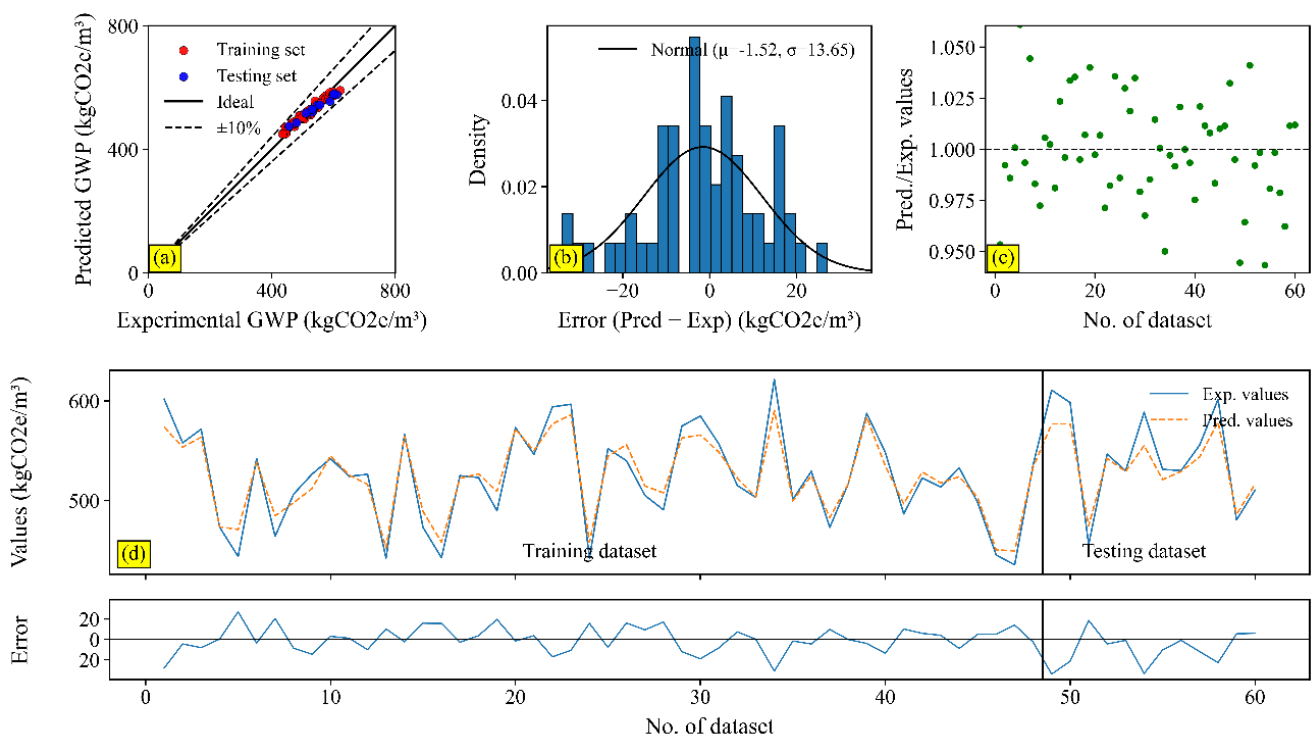 800
400
0
0
400
800
Predicted GWP (kgCO2e/m³)
Experimental GWP (kgCO2e/m³)
Training set
Testing set
Ideal
±10%
(a)
0.04
0.02
0.00
−20
0
20
Density
Error (Pred − Exp) (kgCO2e/m³)
Normal (μ=-1.52, σ=13.65)
(b)
1.050
1.025
1.000
0.975
0.950
0
20
40
60
Pred./Exp. values
No. of dataset
(c)
600
500
Values (kgCO2e/m³)
Exp. values
Pred. values
(d)
Training dataset
Testing dataset
20
0
20
Error
0
10
20
30
40
50
60
No. of dataset